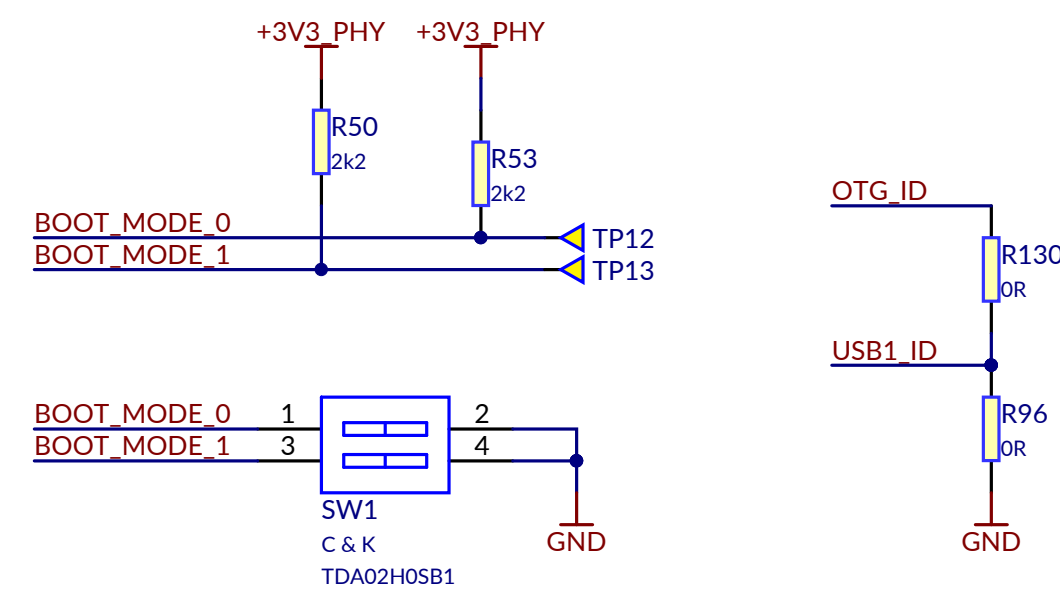 +3V3_PHY +3V3_PHY
R50
2k2
R53
2k2
BOOT_MODE_0
BOOT_MODE_1
TP12
TP13
OTG_ID
R130
0R
USB1_ID
R96
0R
GND
BOOT_MODE_0 1 2
BOOT_MODE_1 3 4
SW1
C & K
TDA02H0SB1
GND